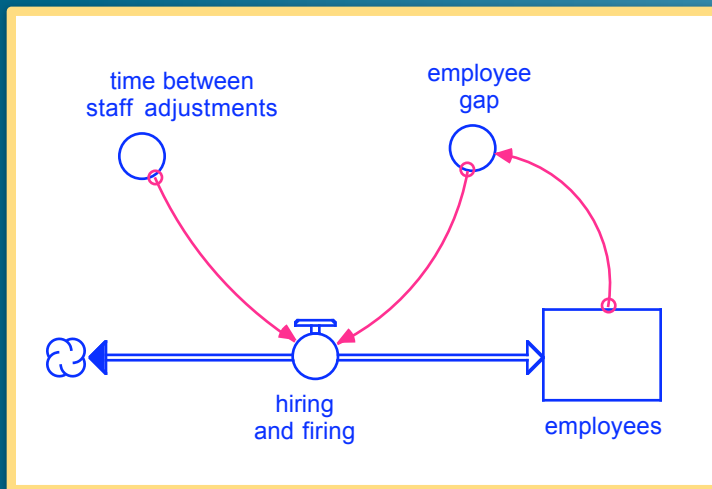 time between
staff adjustments
employee
gap
hiring
and firing
employees